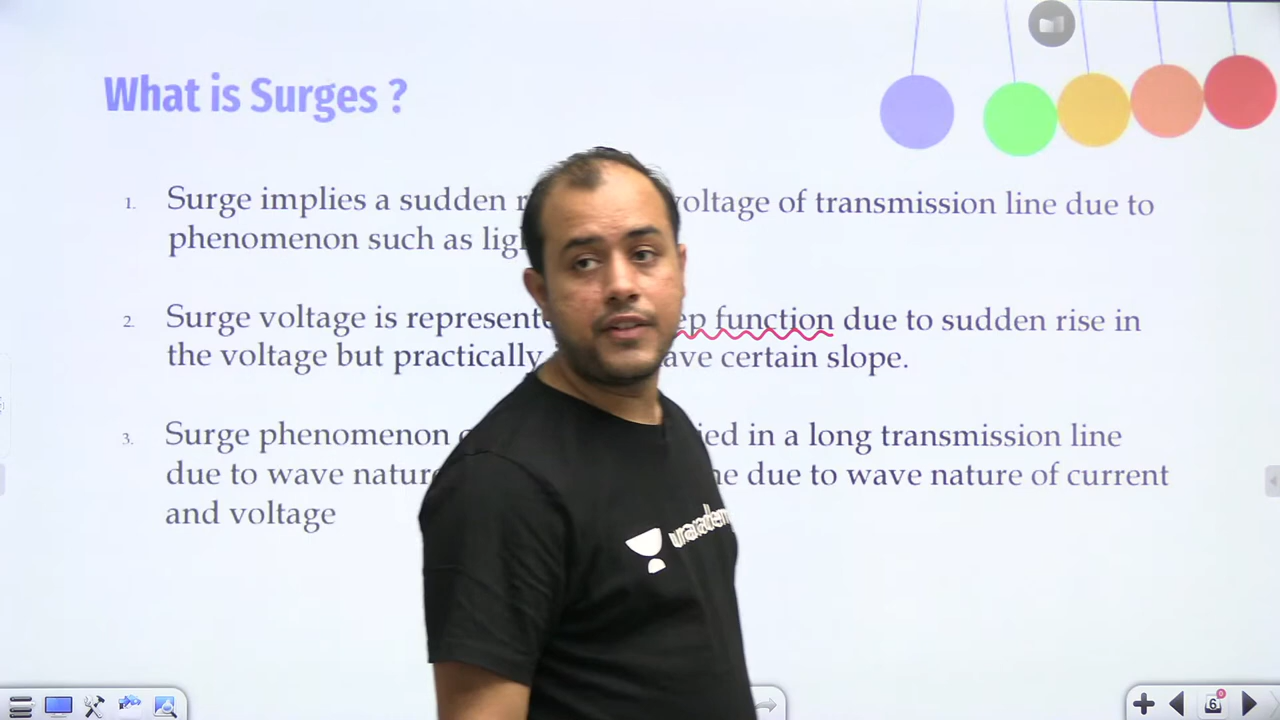 What is Surges ?
1. Surge implies a sudden voltage of transmission line due to
phenomenon such as
2. Surge voltage is function due to sudden rise in
the voltage but practically certain slope.
3. Surge phenomenon in a long transmission line
due to wave due to wave nature of current
and voltage
unacademy
6